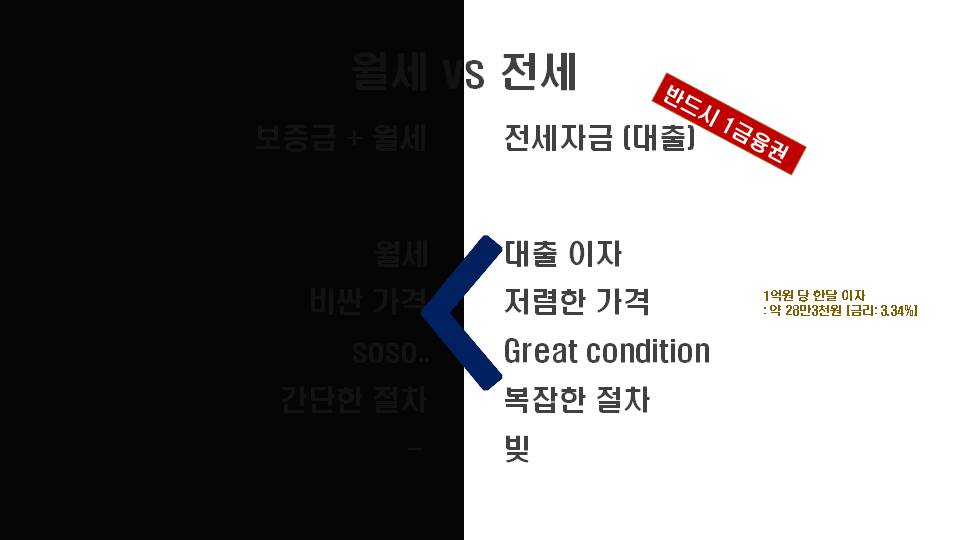 월세 vs 전세
반드시 1금융권
보증금 + 월세
전세자금 (대출)
월세
대출 이자
비싼 가격
저렴한 가격
1억원 당 한달 이자
: 약 28만3천원 [금리: 3.34%]
soso..
Great condition
간단한 절차
복잡한 절차
-
빚